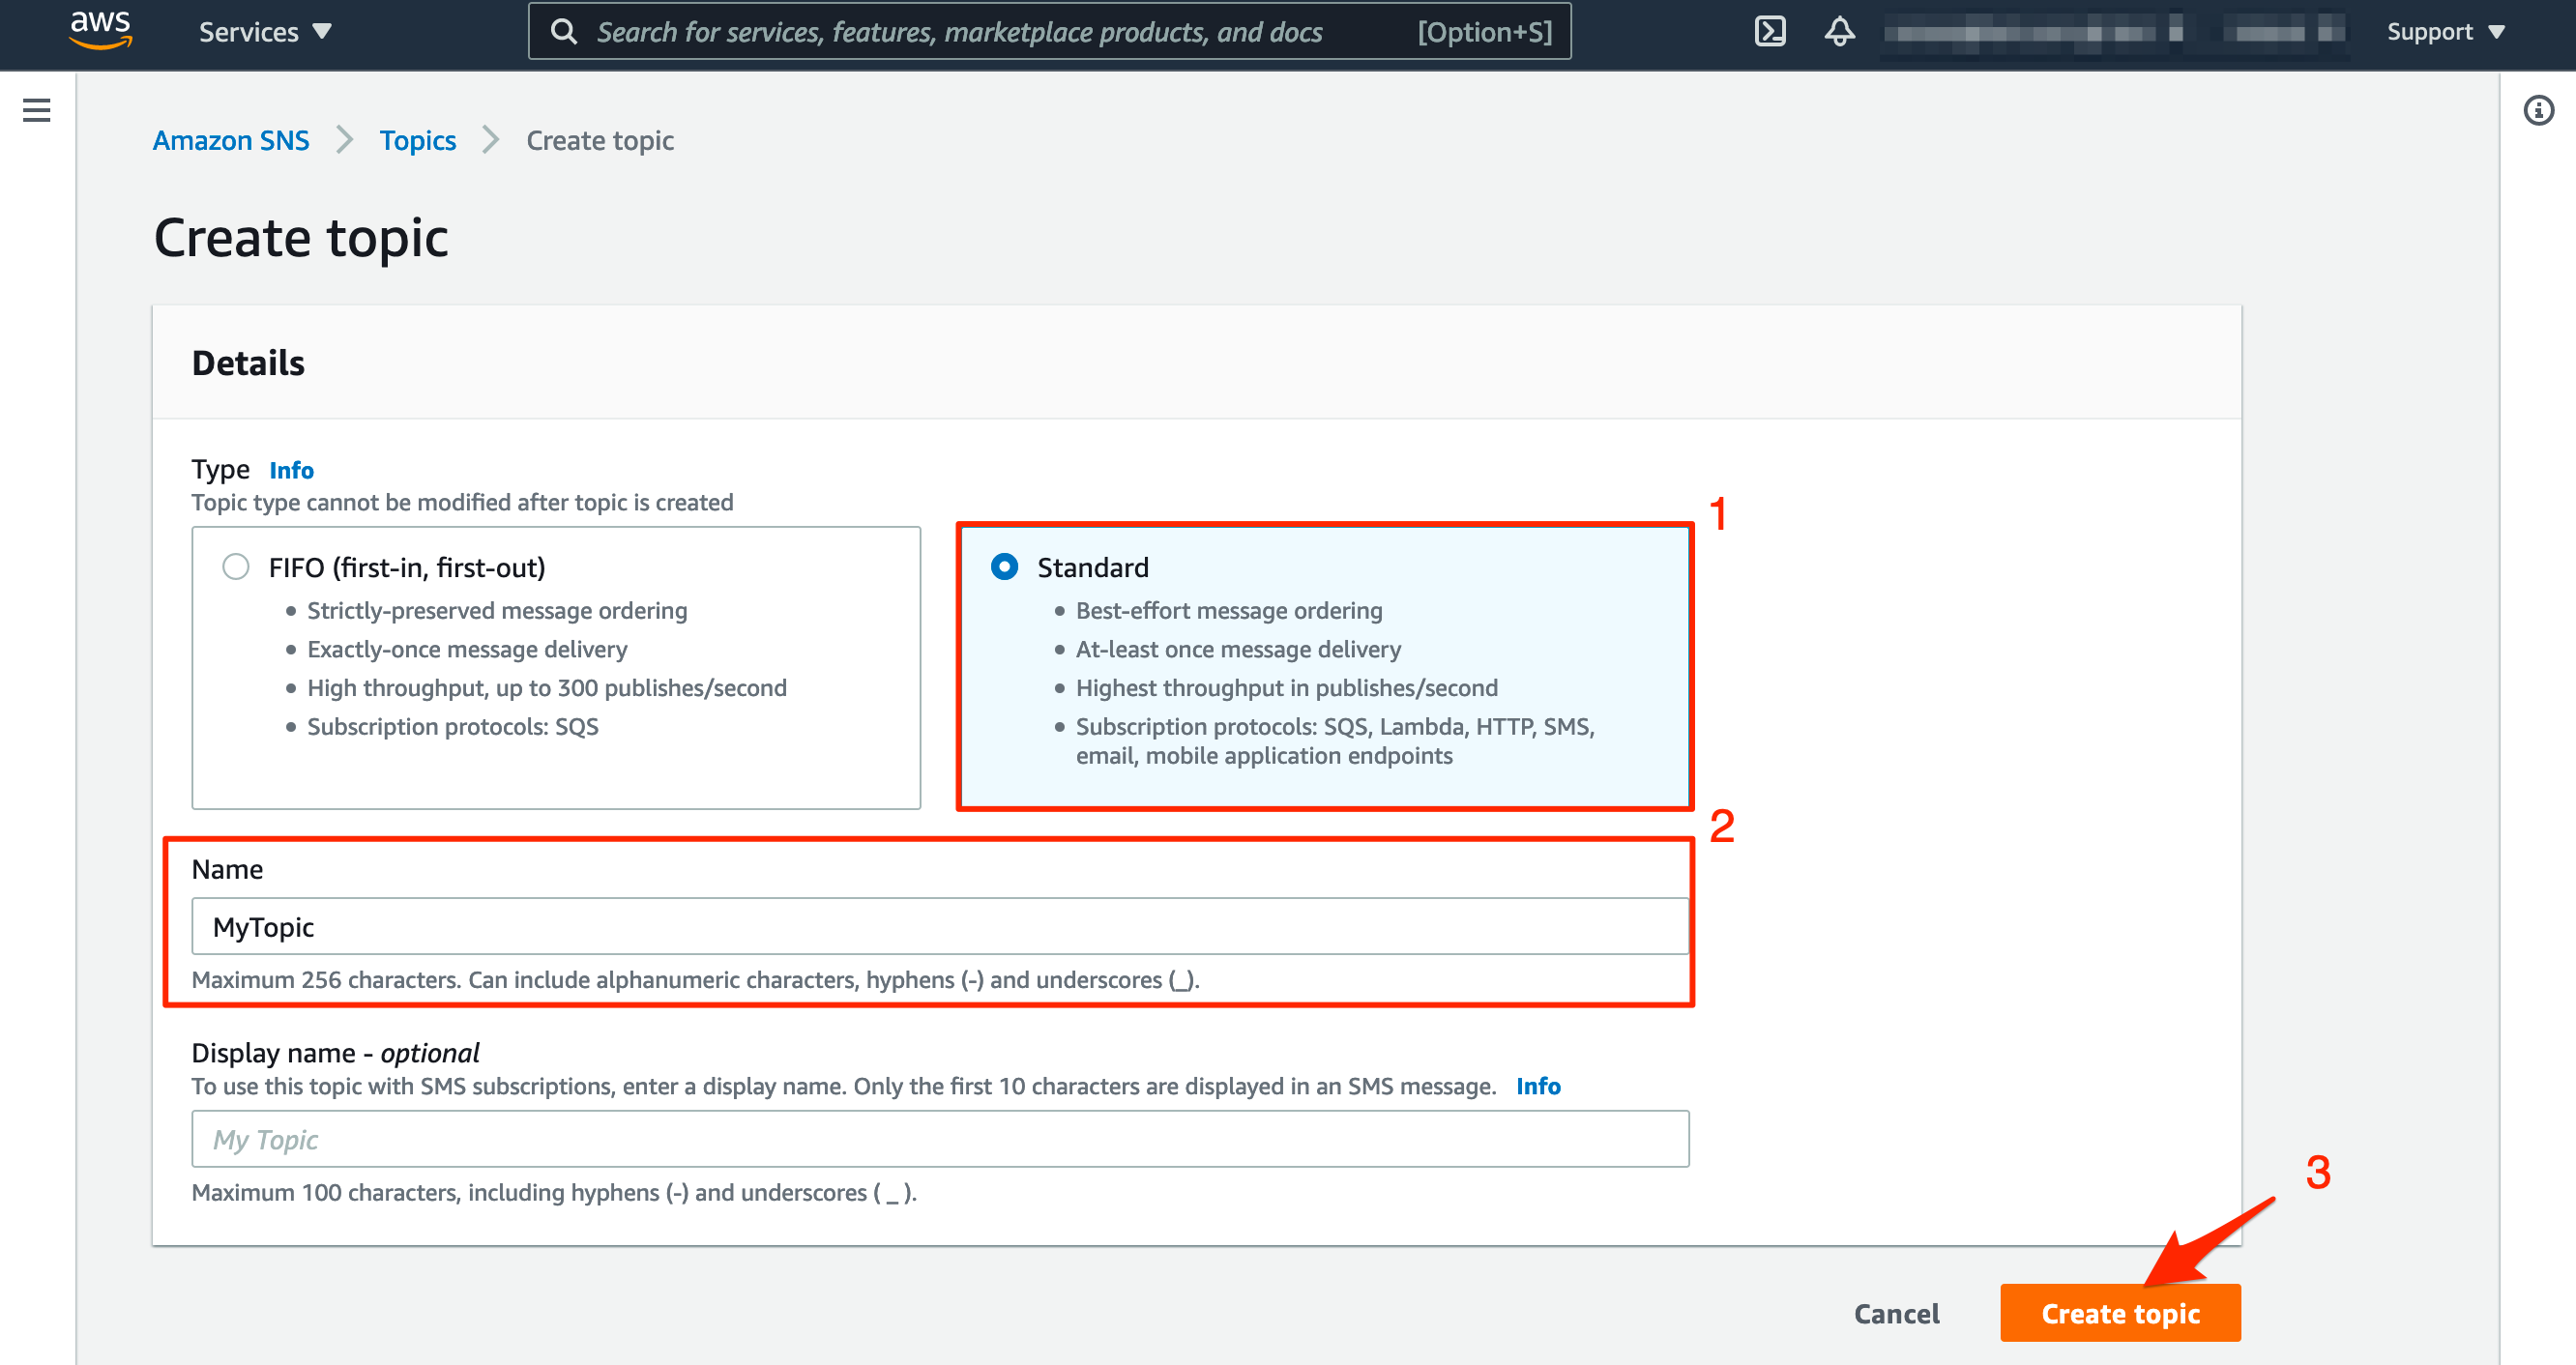 aws Services ▼ Search for services, features, marketplace products, and docs [Option+S] Support ▼
Amazon SNS > Topics > Create topic
Create topic
Details
Type Info
Topic type cannot be modified after topic is created
1
FIFO (first-in, first-out)
• Strictly-preserved message ordering
• Exactly-once message delivery
• High throughput, up to 300 publishes/second
• Subscription protocols: SQS
Standard
• Best-effort message ordering
• At-least once message delivery
• Highest throughput in publishes/second
• Subscription protocols: SQS, Lambda, HTTP, SMS,
email, mobile application endpoints
2
Name
MyTopic
Maximum 256 characters. Can include alphanumeric characters, hyphens (-) and underscores (_).
Display name - optional
To use this topic with SMS subscriptions, enter a display name. Only the first 10 characters are displayed in an SMS message. Info
My Topic
Maximum 100 characters, including hyphens (-) and underscores ( _ ).
3
Cancel Create topic